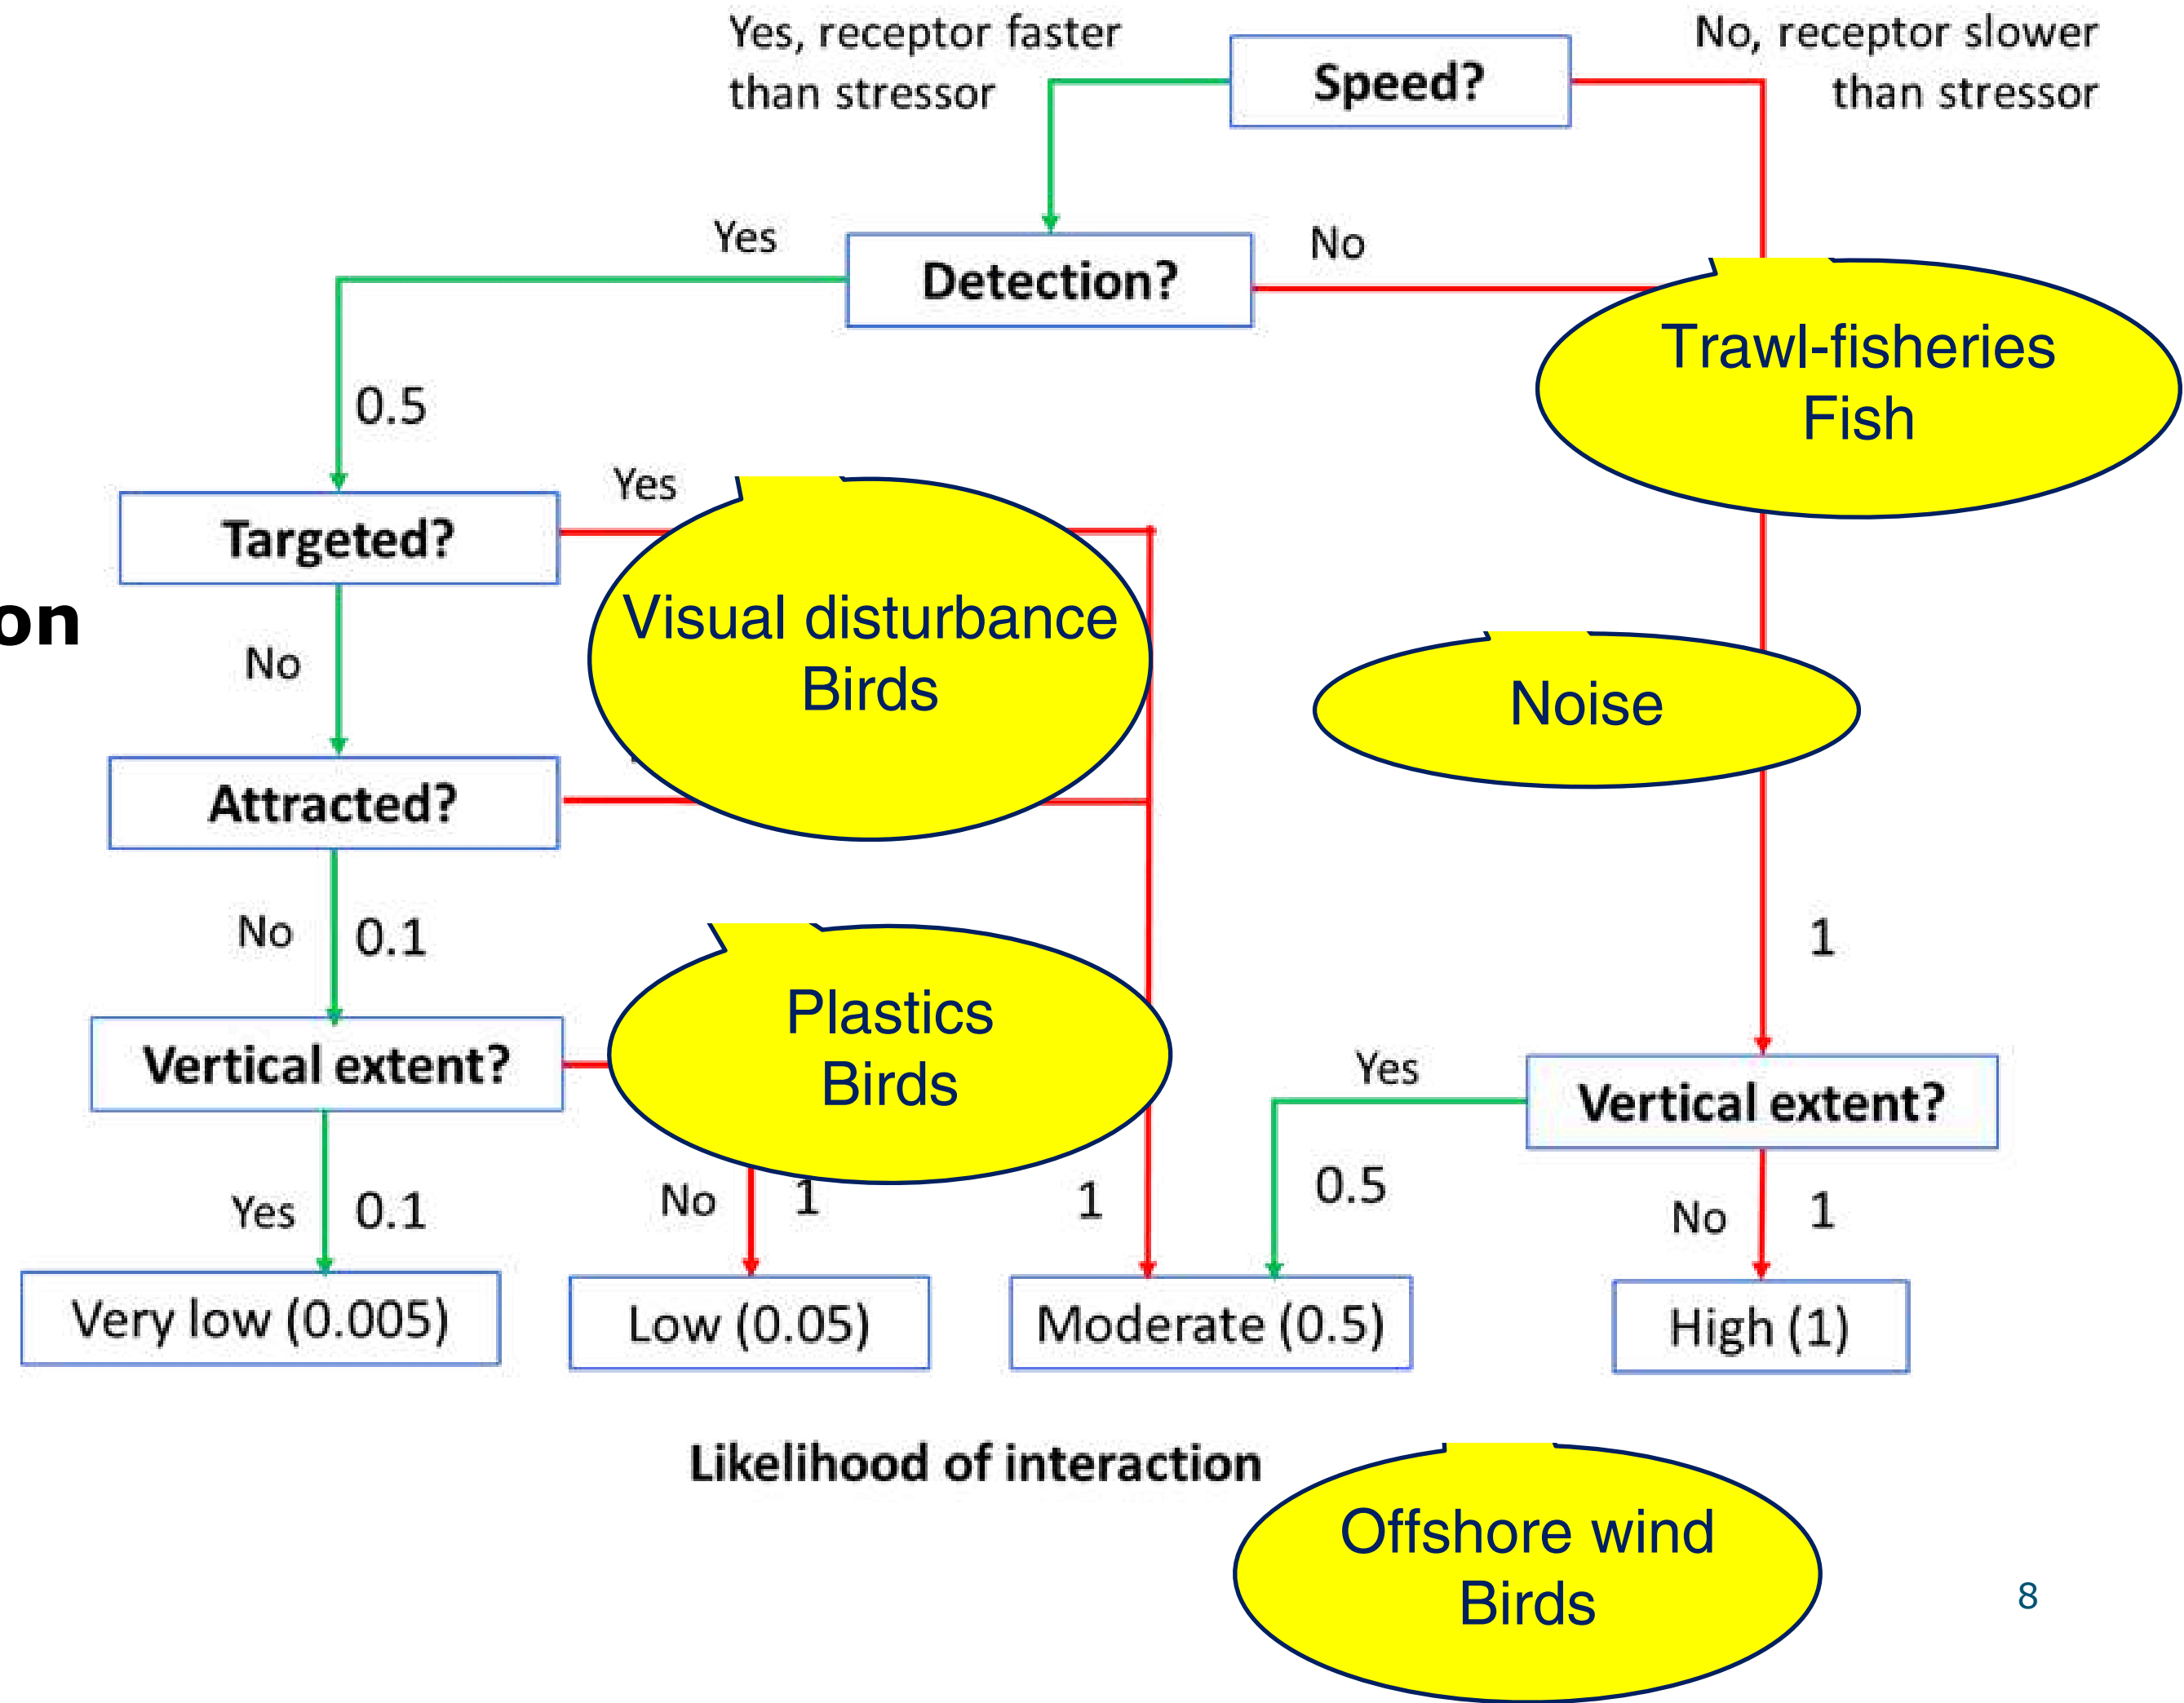 Yes, receptor faster
than stressor
Speed?
No, receptor slower
than stressor
Yes
Detection?
No
Trawl-fisheries
Fish
0.5
Yes
Targeted?
Visual disturbance
Birds
on
No
Noise
Attracted?
No
0.1
1
Plastics
Birds
Vertical extent?
Yes
Vertical extent?
Yes
0.1
No
1
1
0.5
No
1
Very low (0.005)
Low (0.05)
Moderate (0.5)
High (1)
Likelihood of interaction
Offshore wind
Birds
8